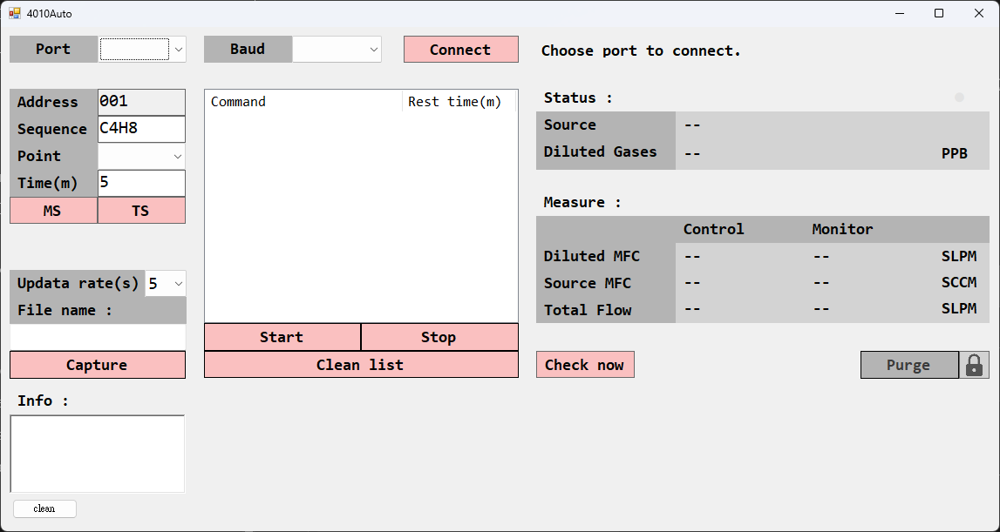 4010Auto
Port Baud Connect Choose port to connect.
Address 001
Sequence C4H8
Point
Time(m) 5
MS TS
Updata rate(s) 5
File name :
Capture
Info :
clean
Command Rest time(m)
Start Stop
Clean list
Status :
Source --
Diluted Gases -- PPB
Measure :
Control Monitor
Diluted MFC -- -- SLPM
Source MFC -- -- SCCM
Total Flow -- -- SLPM
Check now Purge